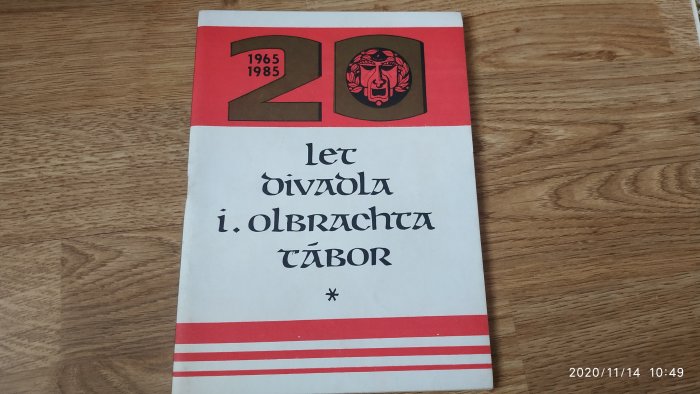 20
1965
1985
let
divadla
i. olbrachta
tábor
*
2020/11/14 10:49